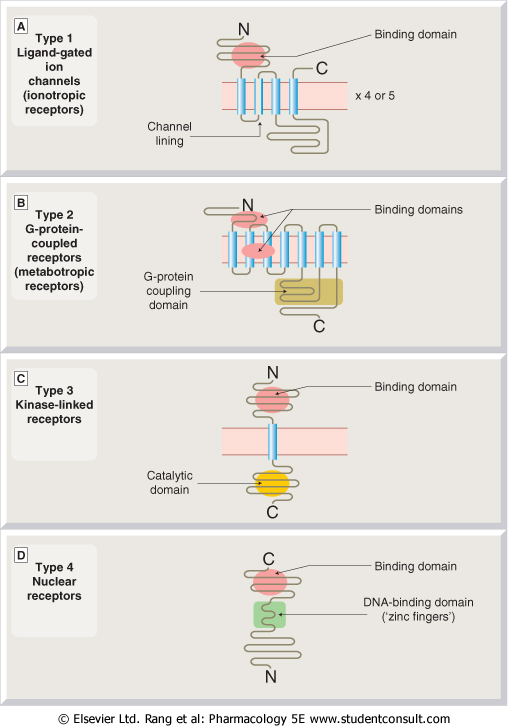 A
Type 1
Ligand-gated
ion
channels
(ionotropic
receptors)
N
Binding domain
C
x 4 or 5
Channel
lining
B
Type 2
G-protein-
coupled
receptors
(metabotropic
receptors)
N
Binding domains
G-protein
coupling
domain
C
C
Type 3
Kinase-linked
receptors
N
Binding domain
Catalytic
domain
C
D
Type 4
Nuclear
receptors
C
Binding domain
DNA-binding domain
(‘zinc fingers’)
N
© Elsevier Ltd. Rang et al: Pharmacology 5E www.studentconsult.com